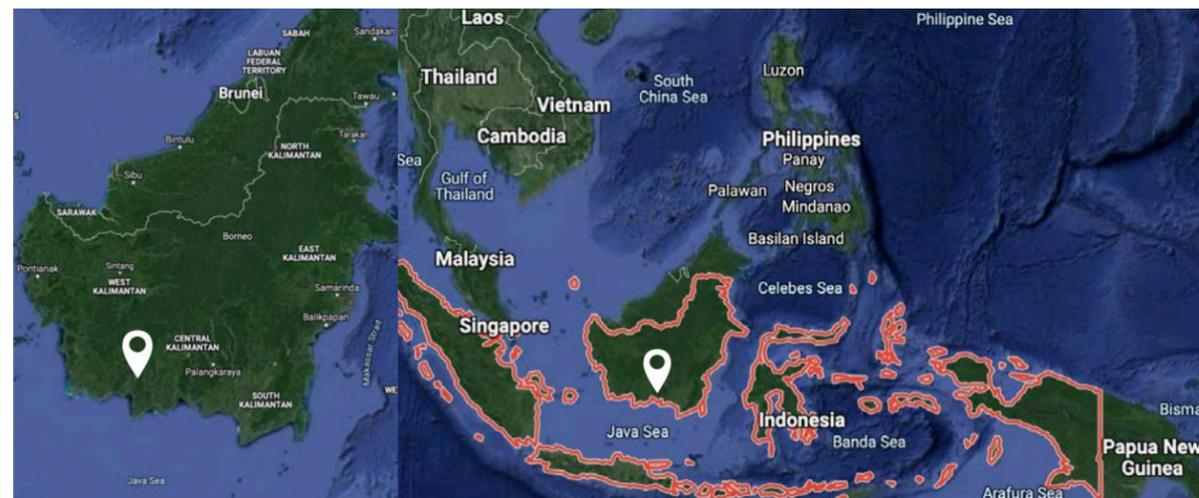 SABAH
Sandakan
LABUAN
FEDERAL
TERRITORY
Brunei
Tawau
Bintulu
Tarakan
NORTH
KALIMANTAN
Sibu
SARAWAK
Borneo
EAST
KALIMANTAN
Pontianak
Sintang
WEST
KALIMANTAN
Samarinda
Balikpapan
CENTRAL
KALIMANTAN
Makassar Strait
Palangkaraya
SOUTH
KALIMANTAN
Java Sea
Laos
Philippine Sea
Thailand
South
China Sea
Luzon
Vietnam
Cambodia
Philippines
Panay
Sea
Gulf of
Thailand
Palawan
Negros
Mindanao
Basilan Island
Malaysia
Celebes Sea
Singapore
Indonesia
Java Sea
Banda Sea
Bisma
Papua New
Guinea
Arafura Sea